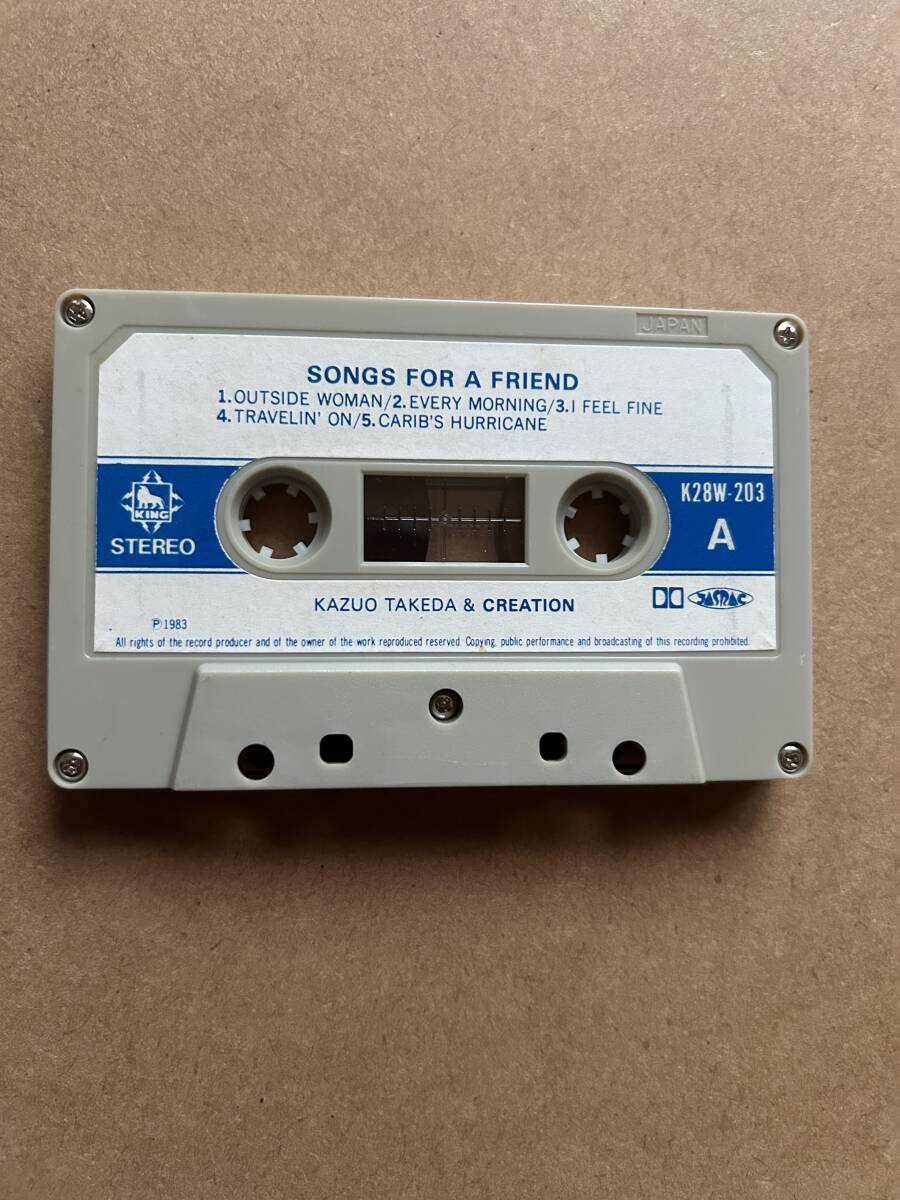 JAPAN
SONGS FOR A FRIEND
1.OUTSIDE WOMAN/2.EVERY MORNING/3.I FEEL FINE
4.TRAVELIN' ON/5.CARIB'S HURRICANE
KING
STEREO
K28W-203
A
KAZUO TAKEDA & CREATION
JASRAC
P 1983
All rights of the record producer and of the owner of the work reproduced reserved. Copying, public performance and broadcasting of this recording prohibited.